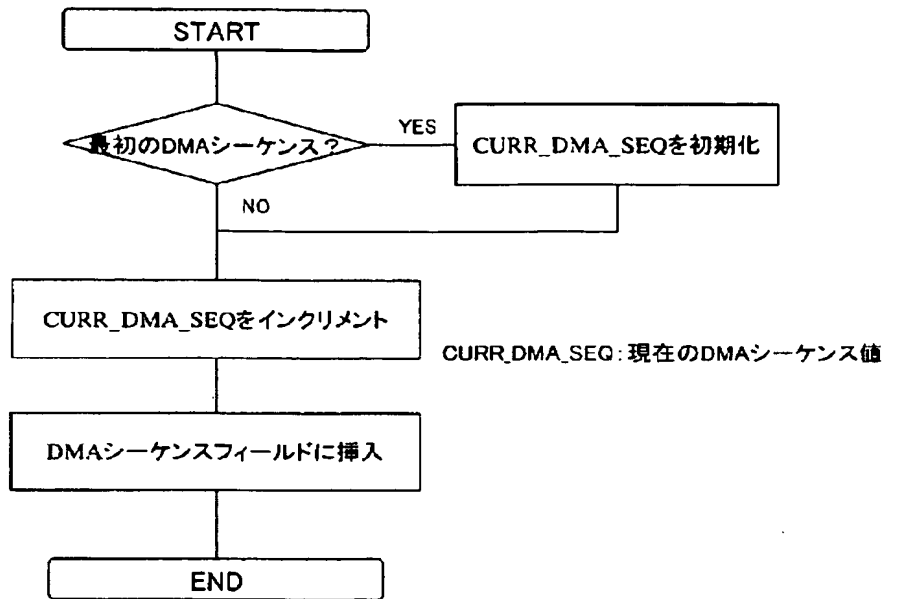 START
最初のDMAシーケンス?
YES
CURR_DMA_SEQを初期化
NO
CURR_DMA_SEQをインクリメント
CURR_DMA_SEQ:現在のDMAシーケンス値
DMAシーケンスフィールドに挿入
END